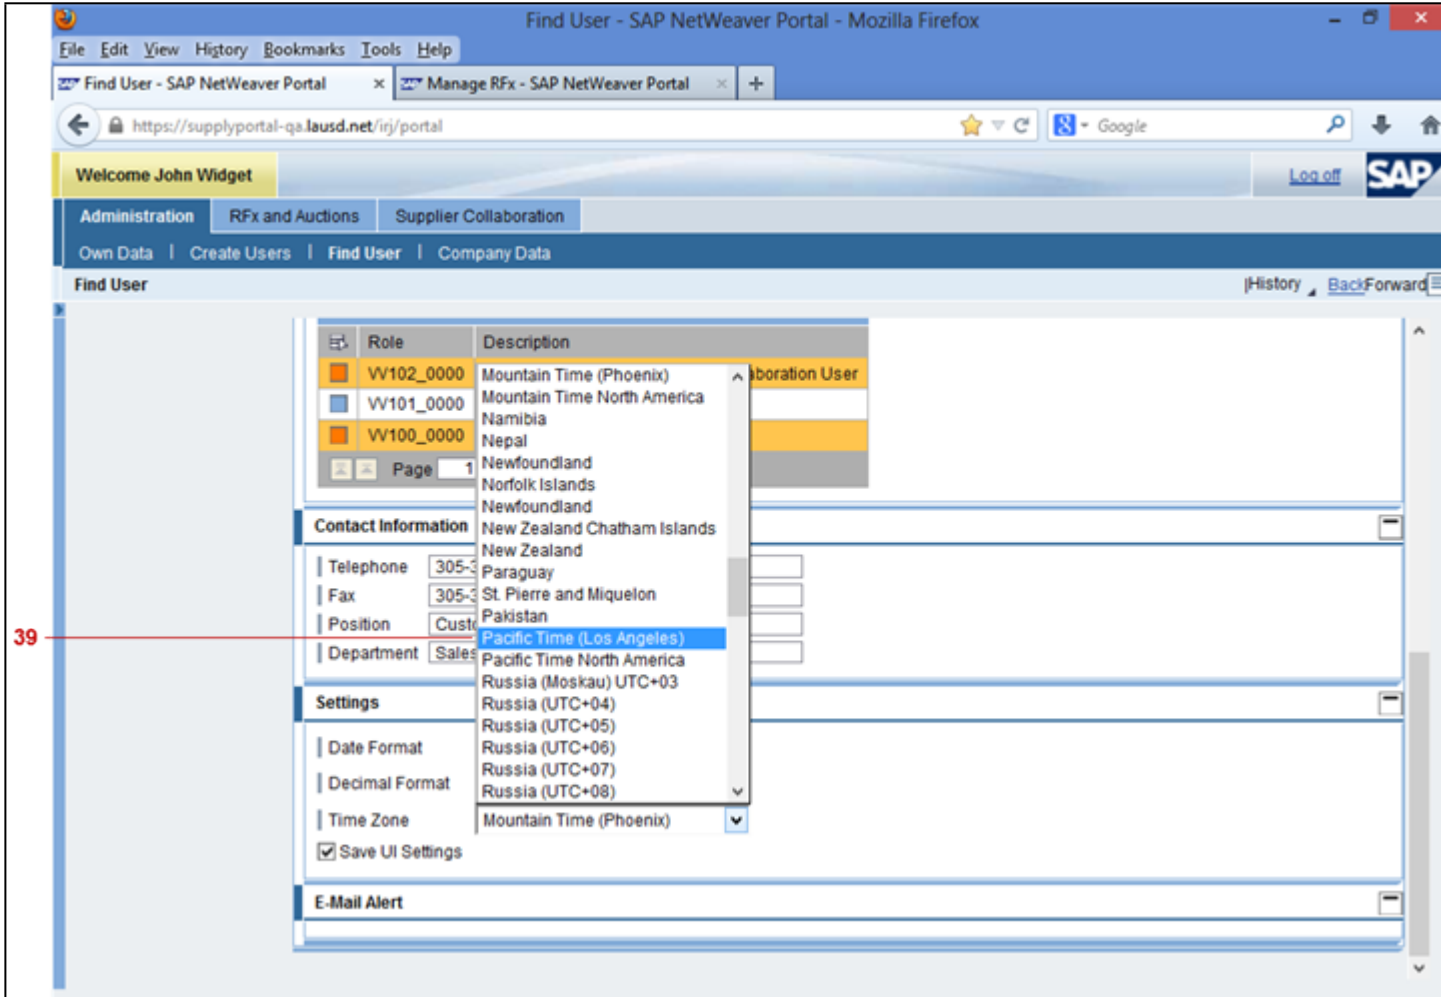 Find User - SAP NetWeaver Portal - Mozilla Firefox
File Edit View History Bookmarks Tools Help
Find User - SAP NetWeaver Portal × Manage RFx - SAP NetWeaver Portal × +
https://supplyportal-qa.lausd.net/irj/portal Google
Welcome John Widget Log off SAP
Administration RFx and Auctions Supplier Collaboration
Own Data | Create Users | Find User | Company Data
Find User History Back Forward
Role Description
VV102_0000 Mountain Time (Phoenix) aboration User
Mountain Time North America
VV101_0000
Namibia
VV100_0000 Nepal
Newfoundland
Page 1
Norfolk Islands
Newfoundland
Contact Information New Zealand Chatham Islands
New Zealand
Telephone 305-3 Paraguay
Fax 305-3 St. Pierre and Miquelon
Position Custo Pakistan
39 Pacific Time (Los Angeles)
Department Sales Pacific Time North America
Russia (Moskau) UTC+03
Settings Russia (UTC+04)
Russia (UTC+05)
Date Format Russia (UTC+06)
Russia (UTC+07)
Decimal Format Russia (UTC+08)
Time Zone Mountain Time (Phoenix)
Save UI Settings
E-Mail Alert